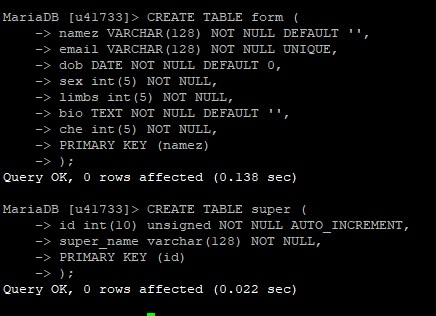 MariaDB [u41733]> CREATE TABLE form (
-> namez VARCHAR(128) NOT NULL DEFAULT '',
-> email VARCHAR(128) NOT NULL UNIQUE,
-> dob DATE NOT NULL DEFAULT 0,
-> sex int(5) NOT NULL,
-> limbs int(5) NOT NULL,
-> bio TEXT NOT NULL DEFAULT '',
-> che int(5) NOT NULL,
-> PRIMARY KEY (namez)
-> );
Query OK, 0 rows affected (0.138 sec)
MariaDB [u41733]> CREATE TABLE super (
-> id int(10) unsigned NOT NULL AUTO_INCREMENT,
-> super_name varchar(128) NOT NULL,
-> PRIMARY KEY (id)
-> );
Query OK, 0 rows affected (0.022 sec)